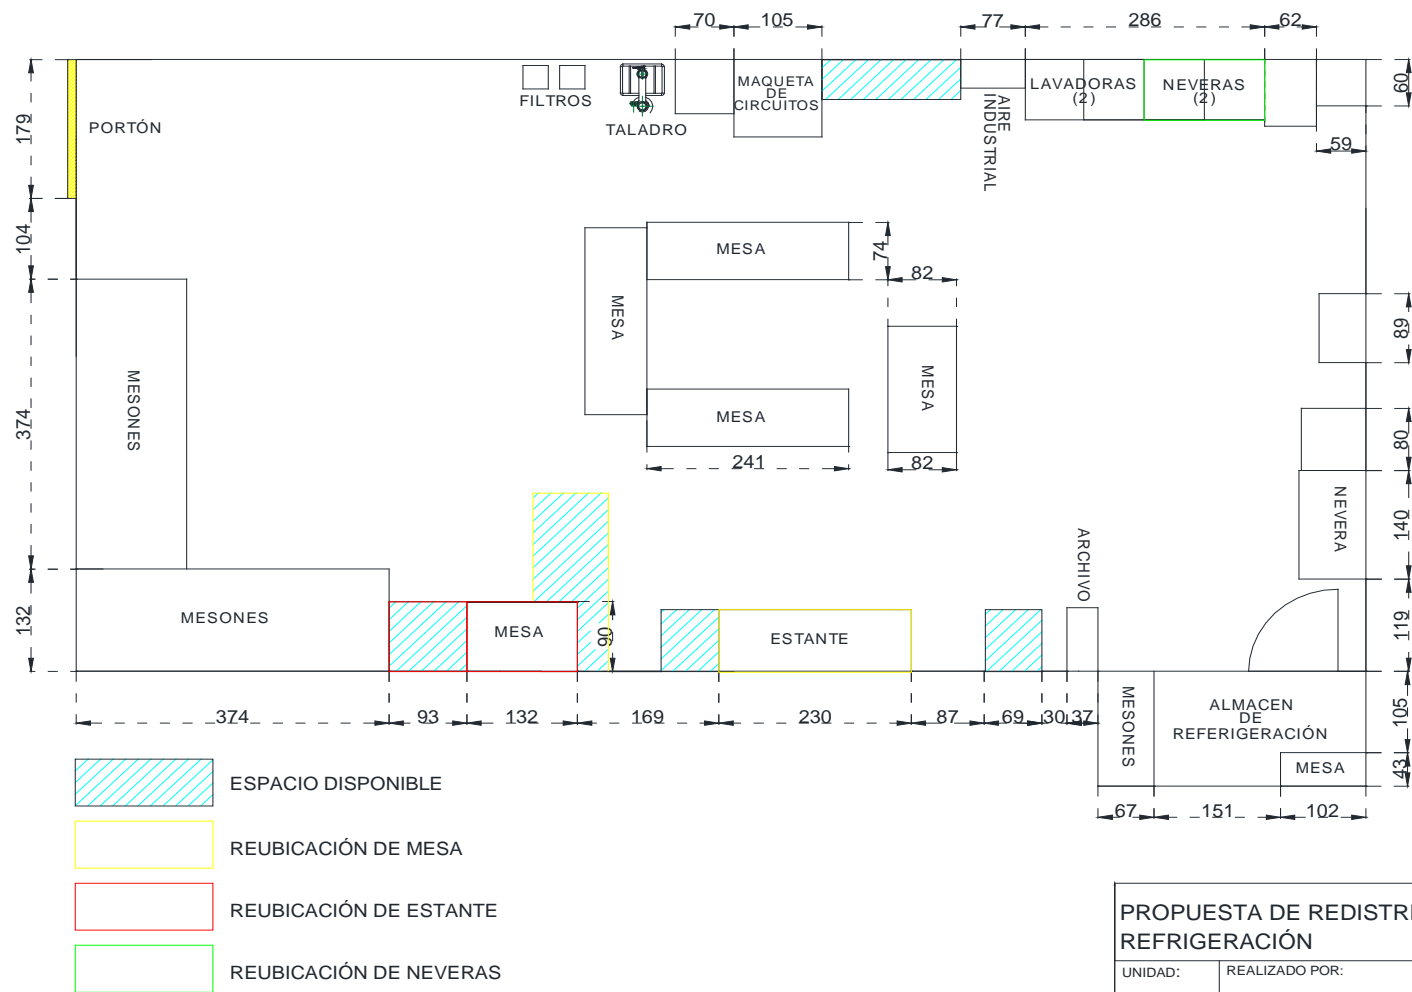 70
105
77
286
62
MAQUETA
DE
CIRCUITOS
LAVADORAS
(2)
NEVERAS
(2)
60
FILTROS
TALADRO
AIRE
INDUSTRIAL
59
PORTÓN
179
104
MESA
74
82
MESA
89
374
MESONES
MESA
MESA
241
82
80
NEVERA
140
ARCHIVO
132
MESONES
MESA
90
ESTANTE
119
374
93
132
169
230
87
69
30
37
MESONES
ALMACEN
DE
REFERIGERACIÓN
105
MESA
43
67
151
102
ESPACIO DISPONIBLE
REUBICACIÓN DE MESA
REUBICACIÓN DE ESTANTE
REUBICACIÓN DE NEVERAS
PROPUESTA DE REDISTRI
REFRIGERACIÓN
UNIDAD:
REALIZADO POR: